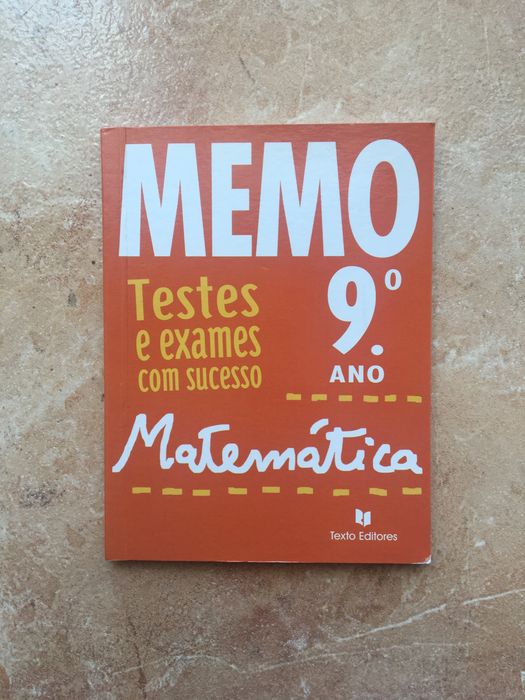 MEMO
Testes
e exames
com sucesso
9.º
ANO
Matemática
Texto Editores